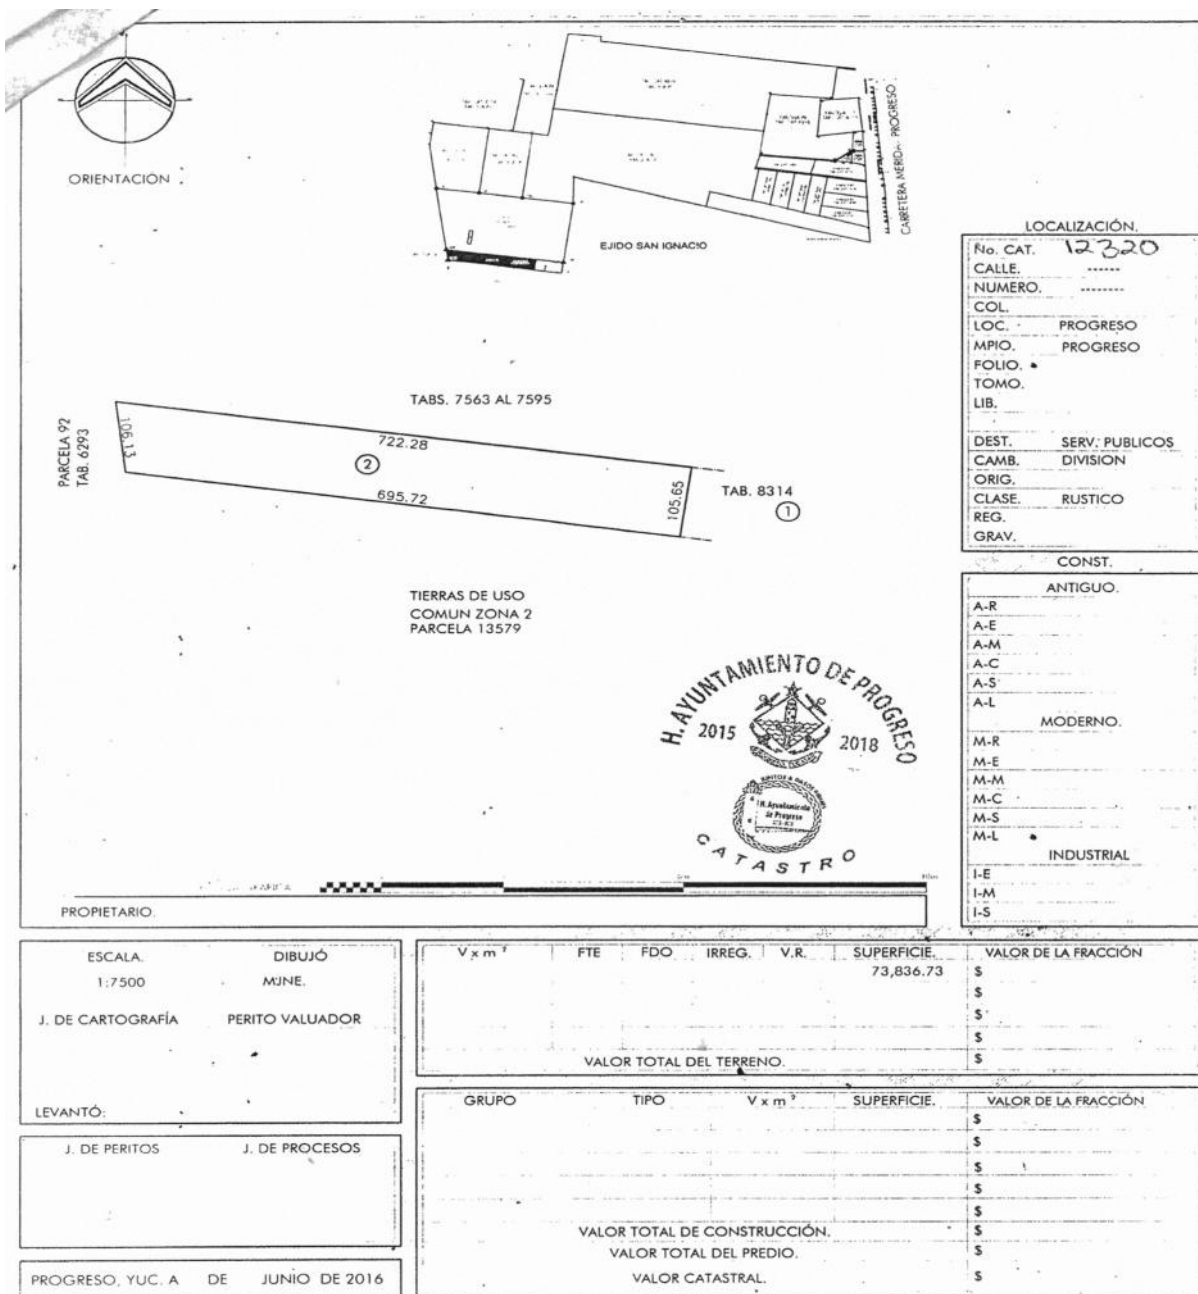 ORIENTACIÓN
EJIDO SAN IGNACIO
CARRETERA MERIDA- PROGRESO
LOCALIZACIÓN.
No. CAT. 12320
CALLE. ------
NUMERO. --------
COL.
LOC. PROGRESO
MPIO. PROGRESO
FOLIO.
TOMO.
LIB.
DEST. SERV. PUBLICOS
CAMB. DIVISION
ORIG.
CLASE. RUSTICO
REG.
GRAV.
TABS. 7563 AL 7595
PARCELA 92
TAB. 6293
106.13
722.28
2
695.72
105.65
TAB. 8314
1
TIERRAS DE USO
COMUN ZONA 2
PARCELA 13579
H. AYUNTAMIENTO DE PROGRESO
2015 2018
H. Ayuntamiento
de Progreso
CATASTRO
CONST.
ANTIGUO.
A-R
A-E
A-M
A-C
A-S
A-L
MODERNO.
M-R
M-E
M-M
M-C
M-S
M-L
INDUSTRIAL
I-E
I-M
I-S
PROPIETARIO.
ESCALA. DIBUJÓ
1:7500 MJNE.
J. DE CARTOGRAFÍA PERITO VALUADOR
LEVANTÓ:
J. DE PERITOS J. DE PROCESOS
PROGRESO, YUC. A DE JUNIO DE 2016
V x m ² FTE FDO IRREG. V.R. SUPERFICIE. VALOR DE LA FRACCIÓN
73,836.73 $
$
$
$
VALOR TOTAL DEL TERRENO. $
GRUPO TIPO V x m ² SUPERFICIE. VALOR DE LA FRACCIÓN
$
$
$
$
$
VALOR TOTAL DE CONSTRUCCIÓN. $
VALOR TOTAL DEL PREDIO. $
VALOR CATASTRAL. $